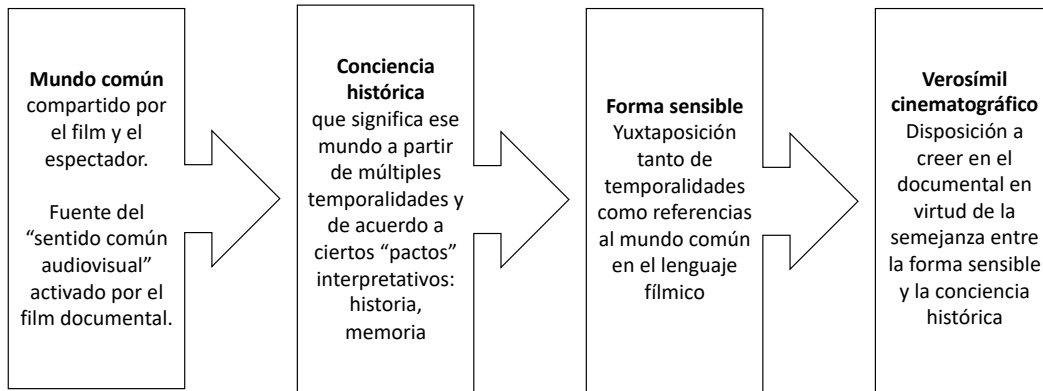 Mundo común
compartido por
el film y el
espectador.
Fuente del
“sentido común
audiovisual”
activado por el
film documental.
Conciencia
histórica
que significa ese
mundo a partir
de múltiples
temporalidades y
de acuerdo a
ciertos “pactos”
interpretativos:
historia,
memoria
Forma sensible
Yuxtaposición
tanto de
temporalidades
como referencias
al mundo común
en el lenguaje
fílmico
Verosímil
cinematográfico
Disposición a
creer en el
documental en
virtud de la
semejanza entre
la forma sensible
y la conciencia
histórica